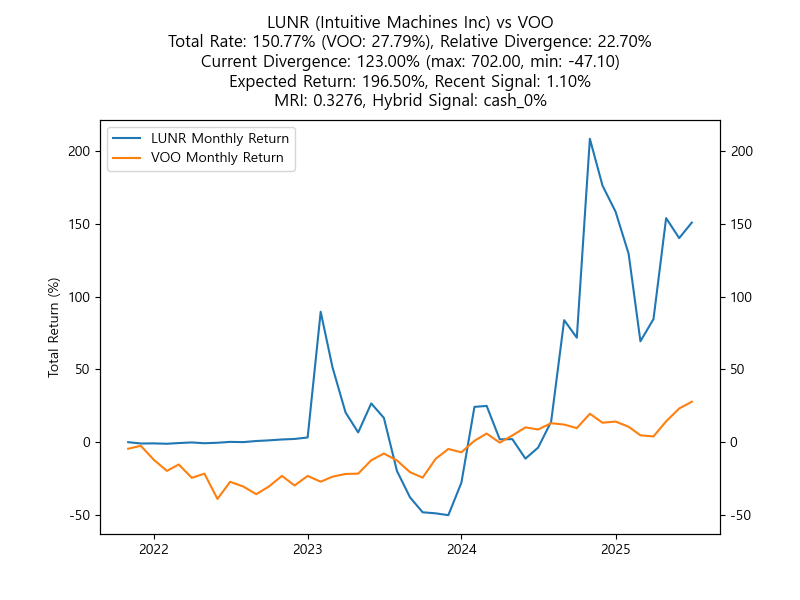 LUNR (Intuitive Machines Inc) vs VOO
Total Rate: 150.77% (VOO: 27.79%), Relative Divergence: 22.70%
Current Divergence: 123.00% (max: 702.00, min: -47.10)
Expected Return: 196.50%, Recent Signal: 1.10%
MRI: 0.3276, Hybrid Signal: cash_0%
LUNR Monthly Return
VOO Monthly Return
Total Return (%)
200
150
100
50
0
-50
200
150
100
50
0
-50
2022
2023
2024
2025